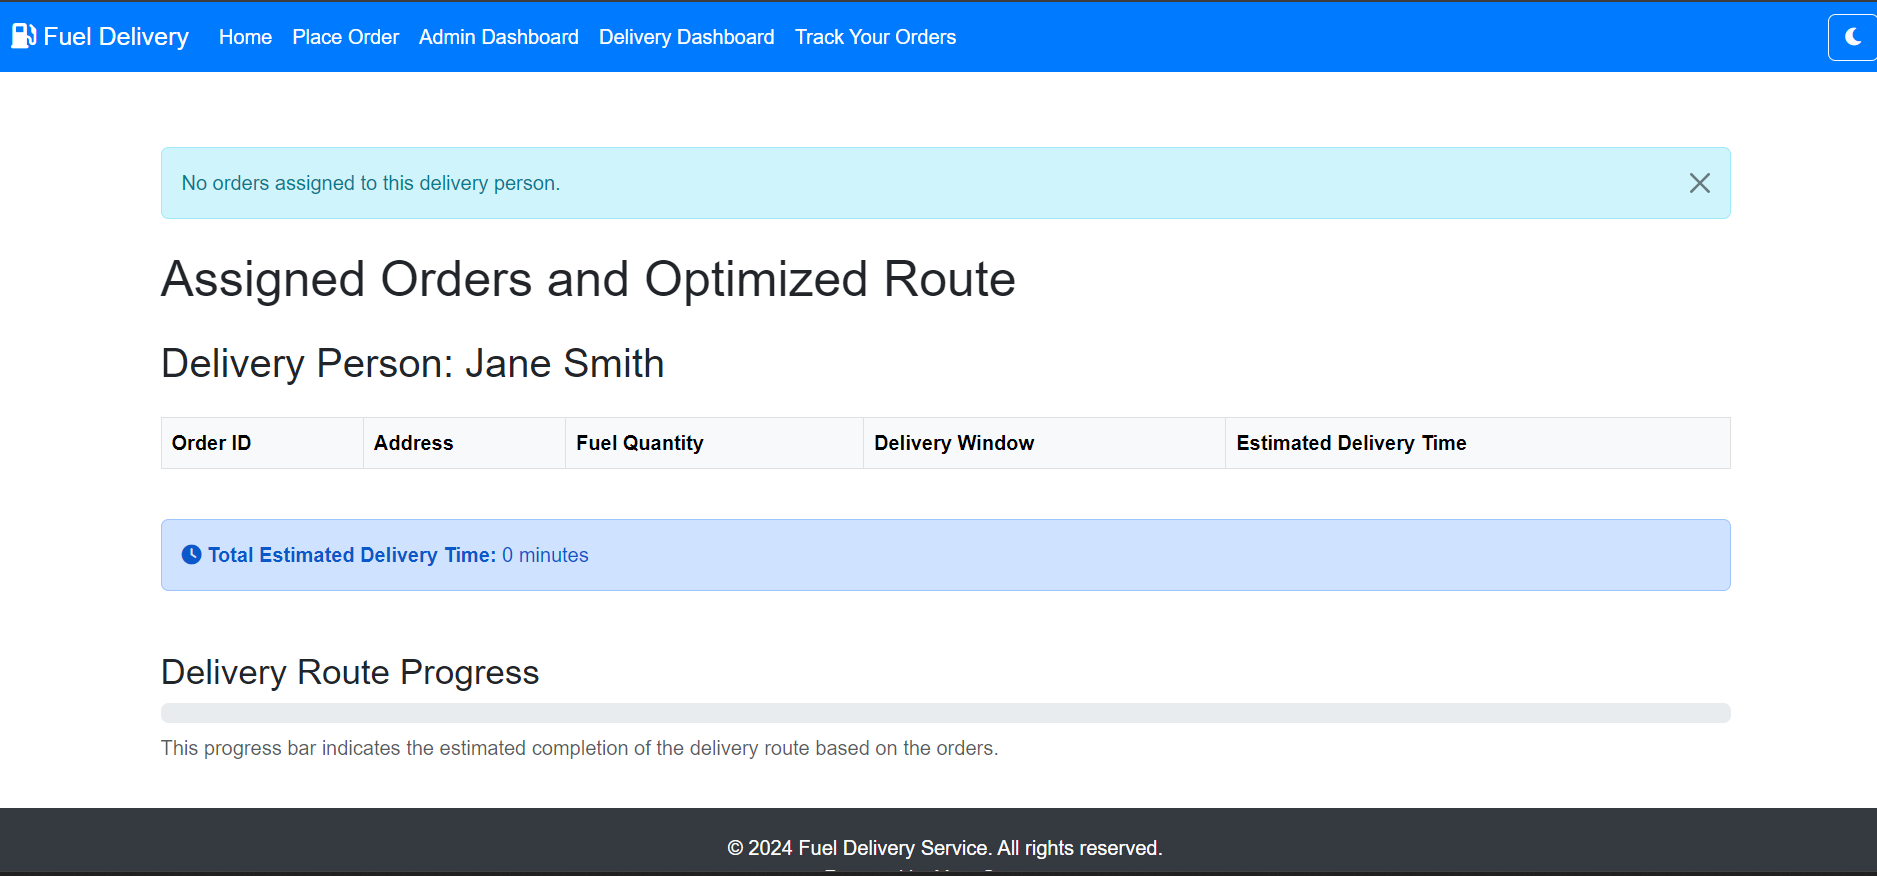 Fuel Delivery Home Place Order Admin Dashboard Delivery Dashboard Track Your Orders
No orders assigned to this delivery person.
Assigned Orders and Optimized Route
Delivery Person: Jane Smith
Order ID Address Fuel Quantity Delivery Window Estimated Delivery Time
Total Estimated Delivery Time: 0 minutes
Delivery Route Progress
This progress bar indicates the estimated completion of the delivery route based on the orders.
© 2024 Fuel Delivery Service. All rights reserved.